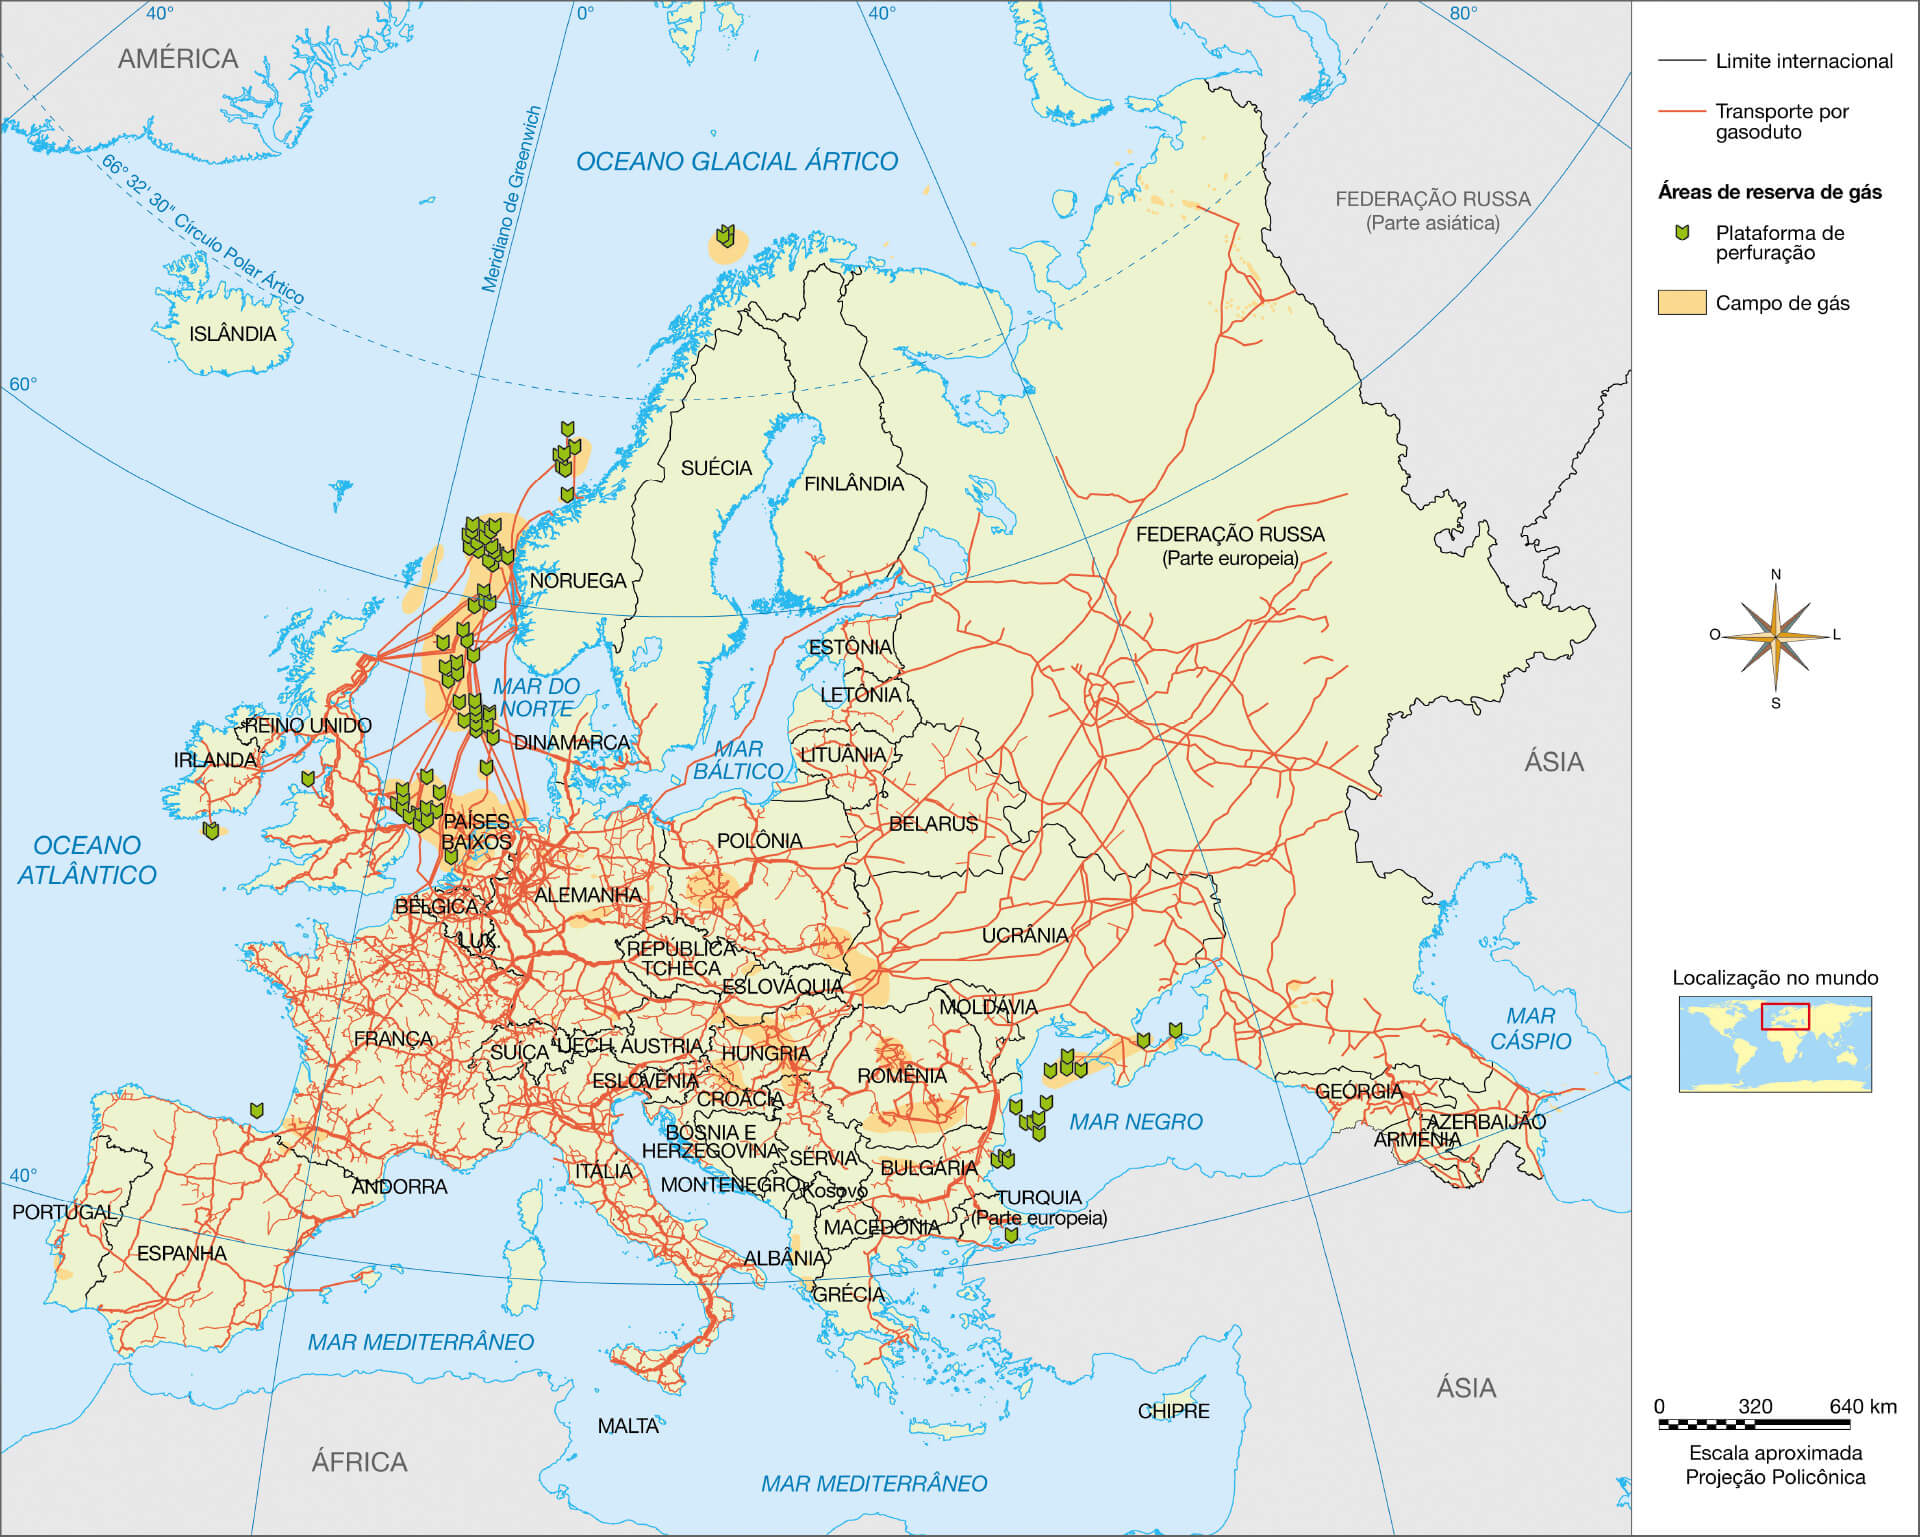 40°
0°
40°
80°
AMÉRICA
Meridiano de Greenwich
66° 32' 30" Círculo Polar Ártico
OCEANO GLACIAL ÁRTICO
FEDERAÇÃO RUSSA
(Parte asiática)
ISLÂNDIA
60°
SUÉCIA
FINLÂNDIA
FEDERAÇÃO RUSSA
(Parte europeia)
NORUEGA
ESTÔNIA
MAR DO
NORTE
LETÔNIA
REINO UNIDO
IRLANDA
DINAMARCA
MAR
BÁLTICO
LITUÂNIA
ÁSIA
PAÍSES
BAIXOS
POLÔNIA
BELARUS
OCEANO
ATLÂNTICO
ALEMANHA
BÉLGICA
LUX.
REPÚBLICA
TCHECA
UCRÂNIA
ESLOVÁQUIA
MOLDÁVIA
MAR
CÁSPIO
FRANÇA
SUÍÇA
LIECH.
ÁUSTRIA
HUNGRIA
ESLOVÊNIA
ROMÊNIA
CROÁCIA
GEÓRGIA
AZERBAIJÃO
ARMÊNIA
MAR NEGRO
BÓSNIA E
HERZEGOVINA
SÉRVIA
ITÁLIA
BULGÁRIA
40°
ANDORRA
MONTENEGRO
Kosovo
TURQUIA
(Parte europeia)
PORTUGAL
MACEDÔNIA
ESPANHA
ALBÂNIA
GRÉCIA
MAR MEDITERRÂNEO
ÁSIA
CHIPRE
MALTA
ÁFRICA
MAR MEDITERRÂNEO
Limite internacional
Transporte por
gasoduto
Áreas de reserva de gás
Plataforma de
perfuração
Campo de gás
N
O
L
S
Localização no mundo
0 320 640 km
Escala aproximada
Projeção Policônica